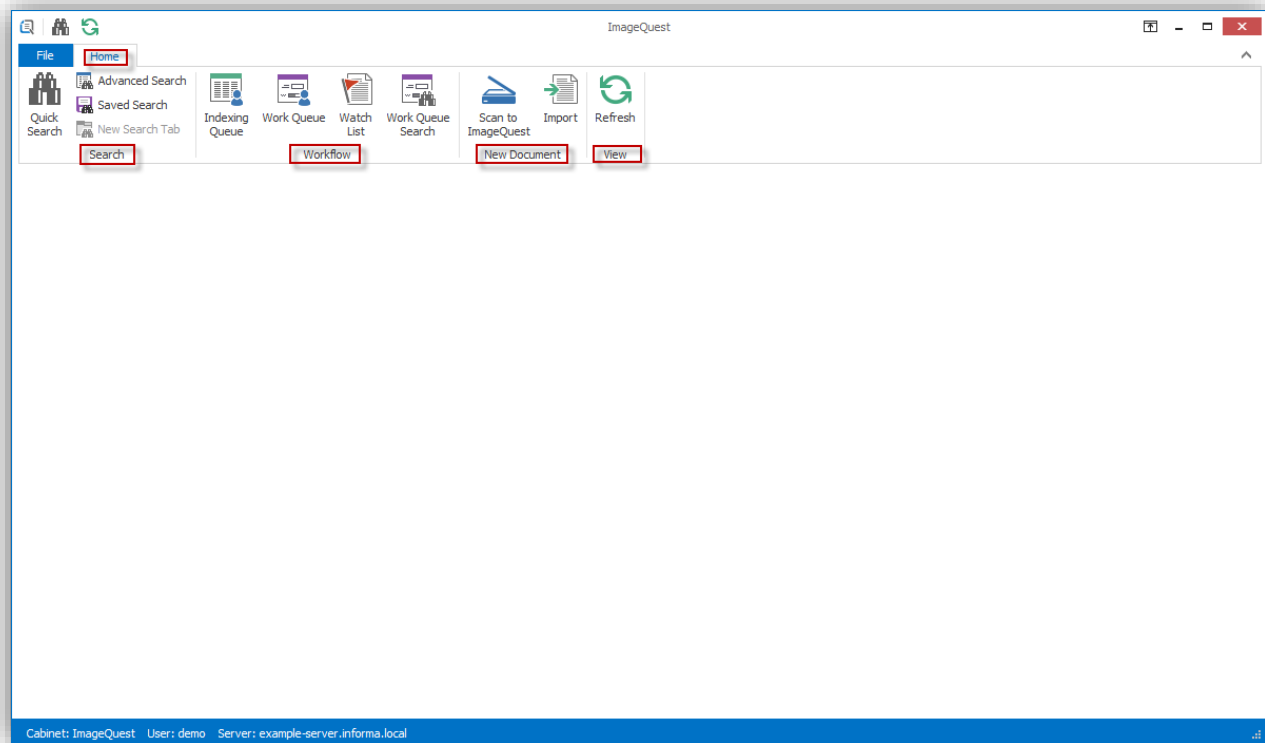 ImageQuest
File
Home
Quick
Search
Advanced Search
Saved Search
New Search Tab
Indexing
Queue
Work Queue
Watch
List
Work Queue
Search
Scan to
ImageQuest
Import
Refresh
Search
Workflow
New Document
View
Cabinet: ImageQuest User: demo Server: example-server.informa.local